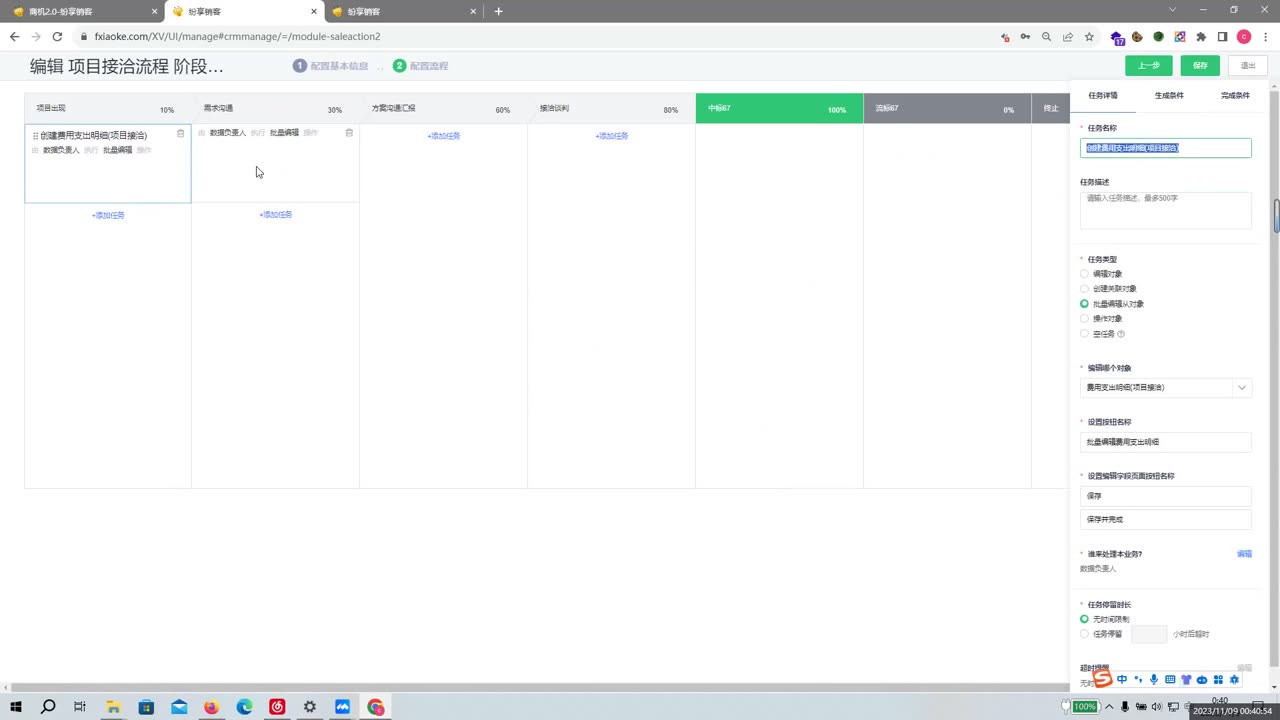 商机2.0-纷享销客
纷享销客
纷享销客
fxiaoke.com/XV/UI/manage#crmmanage/=/module-saleaction2
17
C
编辑 项目接洽流程 阶段...
1 配置基本信息
2 配置流程
上一步
保存
退出
项目出现 10%
需求沟通 30%
方案沟通汇报 60%
接洽谈判 80%
中标67 100%
流标67 0%
终止
创建费用支出明细(项目接洽)
由 数据负责人 执行 批量编辑 操作
+添加任务
由 数据负责人 执行 批量编辑 操作
+添加任务
+添加任务
+添加任务
任务详情
生成条件
完成条件
* 任务名称
创建费用支出明细(项目接洽)
任务描述
请输入任务描述，最多500字
* 任务类型
编辑对象
创建关联对象
批量编辑从对象
操作对象
空任务
* 编辑哪个对象
费用支出明细(项目接洽)
* 设置按钮名称
批量编辑费用支出明细
* 设置编辑字段页面按钮名称
保存
保存并完成
* 谁来处理本业务? 编辑
数据负责人
* 任务停留时长
无时间限制
任务停留 小时后超时
超时提醒 编辑
中
100%
0:40
2023/11/09 00:40:54